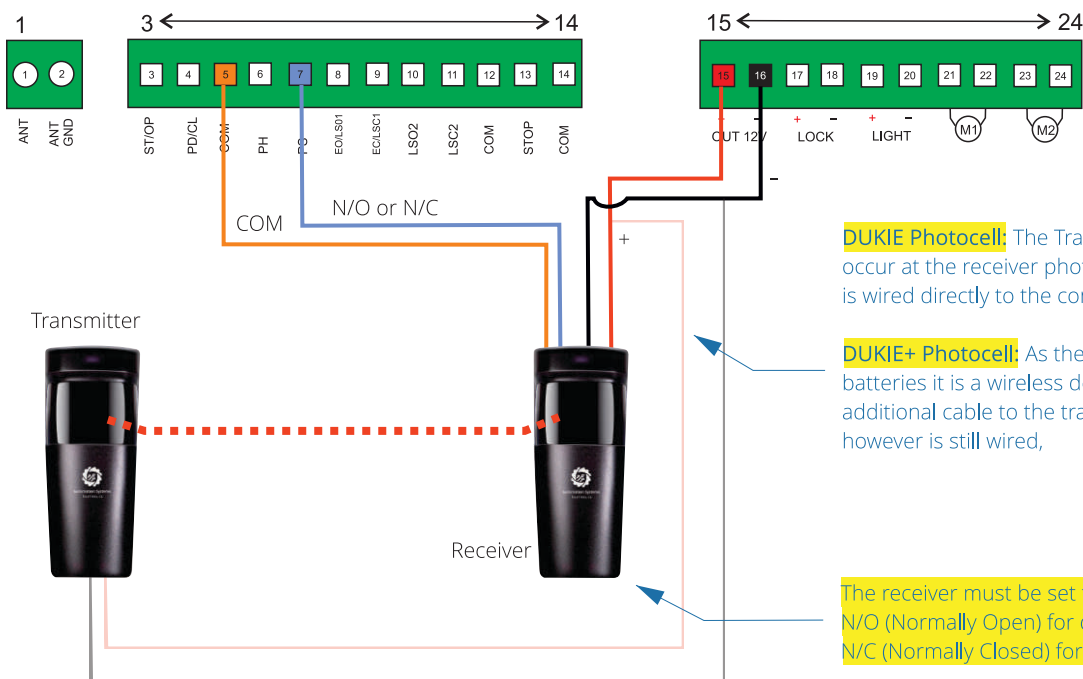 1
3
14
15
24
1
2
3
4
5
6
7
8
9
10
11
12
13
14
15
16
17
18
19
20
21
22
23
24
ANT
ANT GND
ST/OP
PD/CL
COM
PH
EO/LSO1
EC/LSC1
LSO2
LSC2
COM
STOP
COM
+ -
OUT 12V
+ -
LOCK
+ -
LIGHT
M1
M2
-
N/O or N/C
COM
+
DUKIE Photocell: The Tra
occur at the receiver pho
is wired directly to the co
Transmitter
DUKIE+ Photocell: As the
batteries it is a wireless d
additional cable to the tra
however is still wired,
Receiver
The receiver must be set
N/O (Normally Open) for
N/C (Normally Closed) for